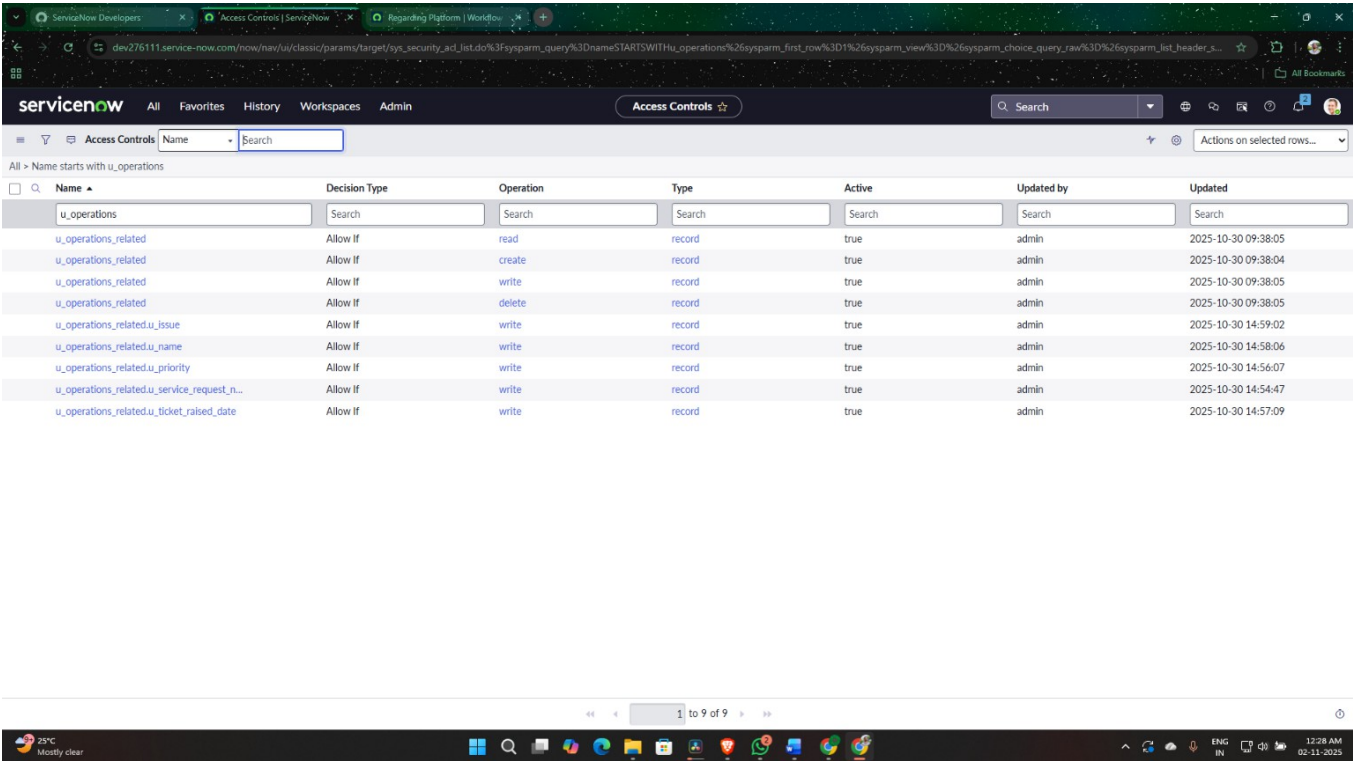 ServiceNow Developers
Access Controls | ServiceNow
Regarding Platform | Workflow
dev276111.service-now.com/now/nav/ui/classic/params/target/sys_security_acl_list.do%3Fsysparm_query%3DnameSTARTSWITHu_operations%26sysparm_first_row%3D1%26sysparm_view%3D%26sysparm_choice_query_raw%3D%26sysparm_list_header_s...
All Bookmarks
servicenow All Favorites History Workspaces Admin Access Controls Search 2
Access Controls Name Search Actions on selected rows...
All > Name starts with u_operations
Name Decision Type Operation Type Active Updated by Updated
u_operations Search Search Search Search Search Search
u_operations_related Allow If read record true admin 2025-10-30 09:38:05
u_operations_related Allow If create record true admin 2025-10-30 09:38:04
u_operations_related Allow If write record true admin 2025-10-30 09:38:05
u_operations_related Allow If delete record true admin 2025-10-30 09:38:05
u_operations_related.u_issue Allow If write record true admin 2025-10-30 14:59:02
u_operations_related.u_name Allow If write record true admin 2025-10-30 14:58:06
u_operations_related.u_priority Allow If write record true admin 2025-10-30 14:56:07
u_operations_related.u_service_request_n... Allow If write record true admin 2025-10-30 14:54:47
u_operations_related.u_ticket_raised_date Allow If write record true admin 2025-10-30 14:57:09
1 to 9 of 9
9+ 25°C 2 ENG 12:28 AM
Mostly clear IN 02-11-2025